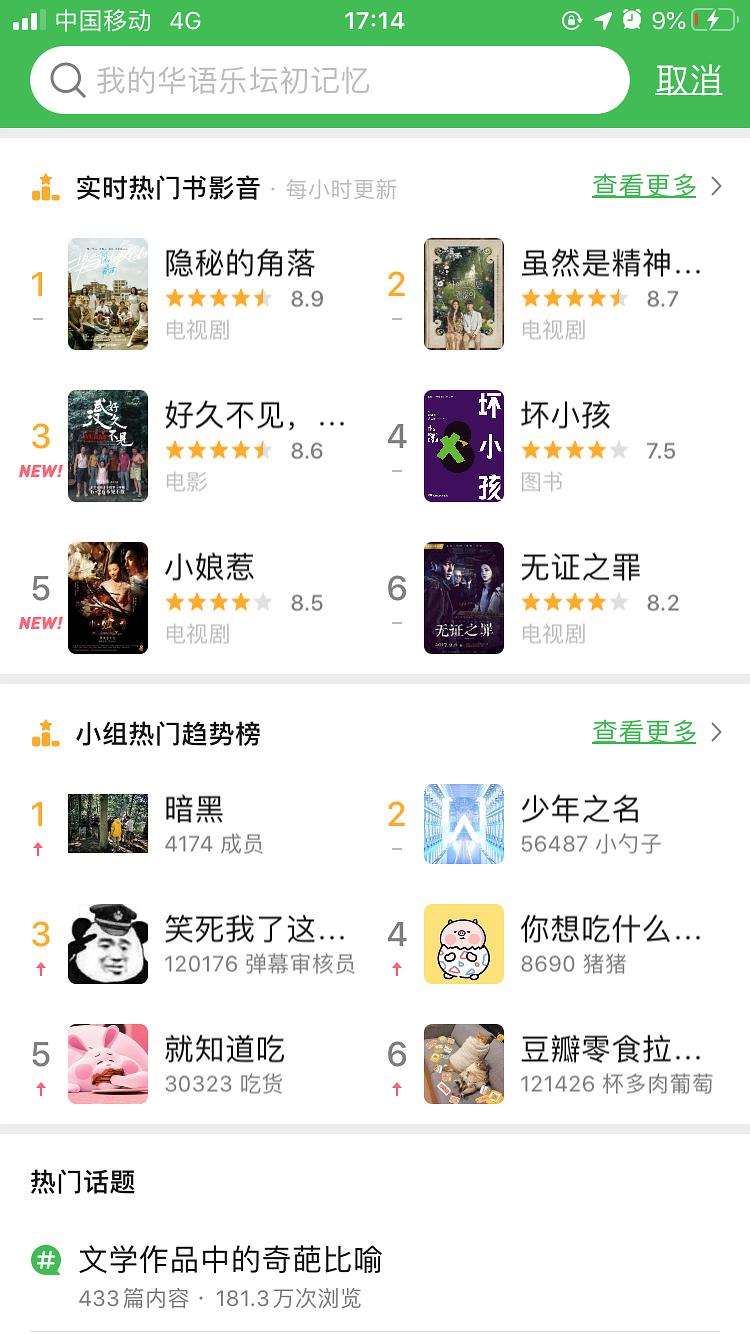 中国移动 4G 17:14 9%
我的华语乐坛初记忆 取消
实时热门书影音 · 每小时更新 查看更多
1 隐秘的角落
8.9
电视剧
2 虽然是精神...
8.7
电视剧
3 好久不见，...
NEW! 8.6
电影
4 坏小孩
7.5
图书
坏小孩
5 小娘惹
NEW! 8.5
电视剧
6 无证之罪
8.2
电视剧
无证之罪
小组热门趋势榜 查看更多
1 暗黑
4174 成员
2 少年之名
56487 小勺子
3 笑死我了这...
120176 弹幕审核员
4 你想吃什么...
8690 猪猪
5 就知道吃
30323 吃货
6 豆瓣零食拉...
121426 杯多肉葡萄
热门话题
# 文学作品中的奇葩比喻
433篇内容 · 181.3万次浏览